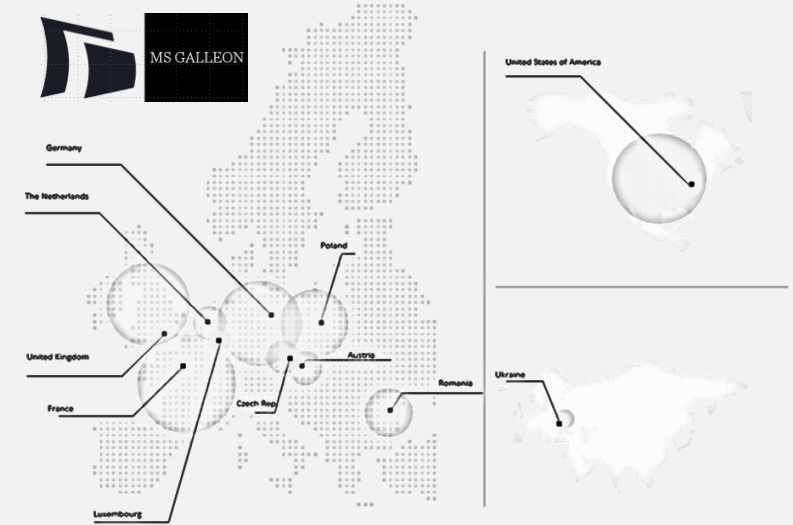 MS GALLEON
United States of America
Germany
The Netherlands
Poland
United Kingdom
Austria
Ukraine
Romania
France
Czech Rep.
Luxembourg